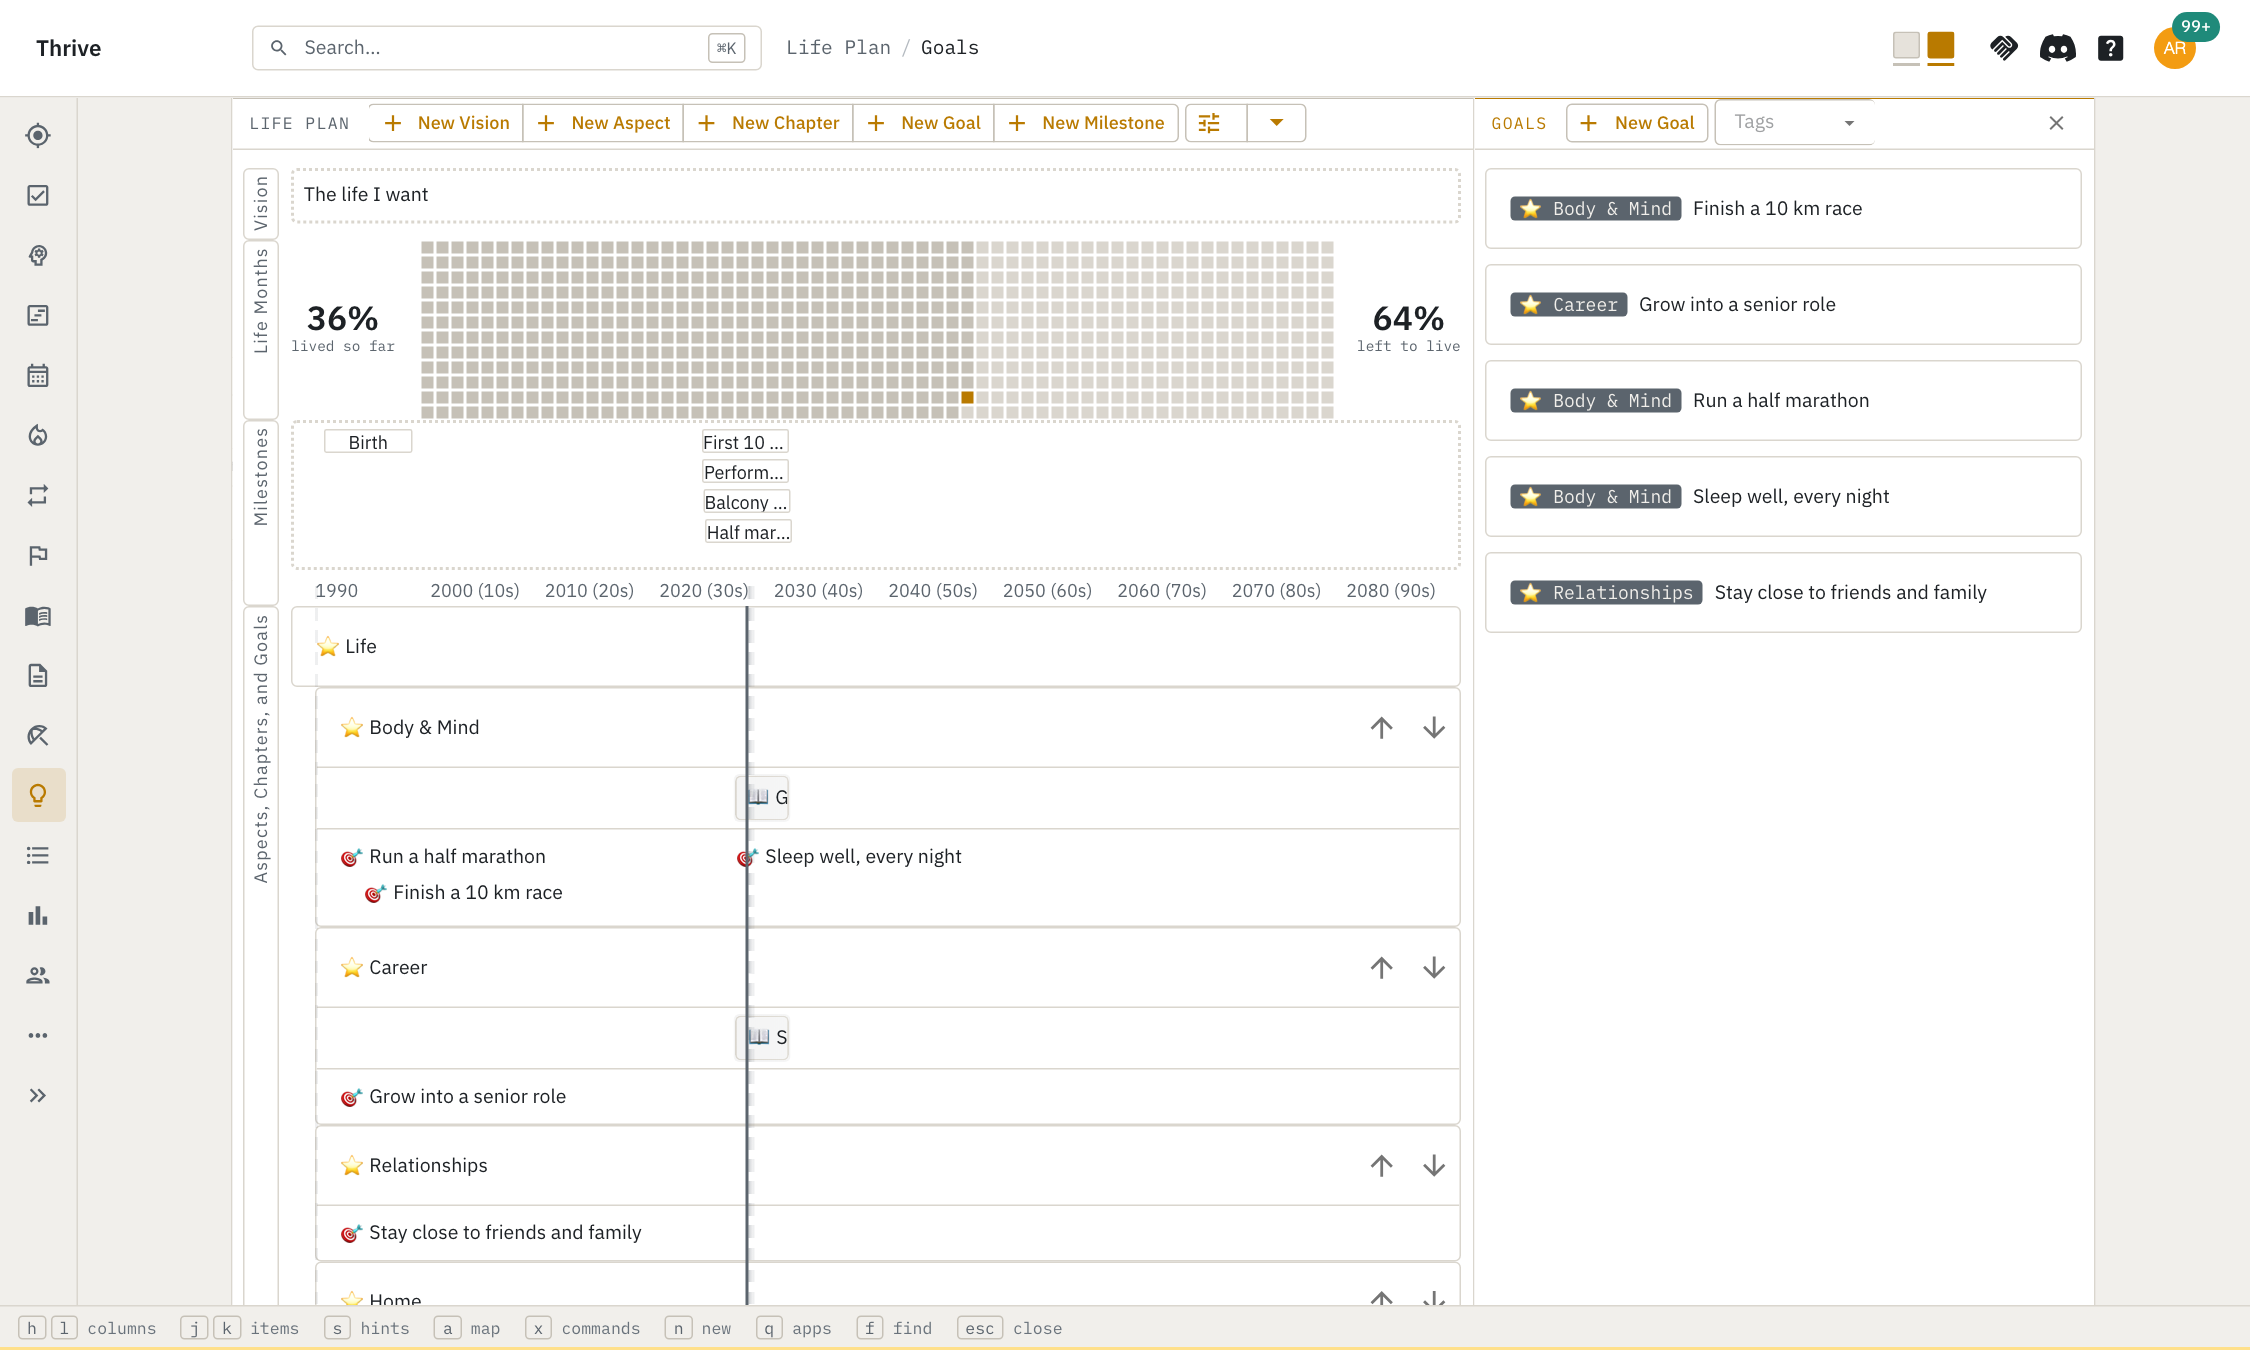 Thrive
Search...
⌘K
Life Plan / Goals
99+
AR
LIFE PLAN
New Vision
New Aspect
New Chapter
New Goal
New Milestone
GOALS
New Goal
Tags
Vision
The life I want
Life Months
36%
lived so far
64%
left to live
Milestones
Birth
First 10 ...
Perform...
Balcony ...
Half mar...
1990
2000 (10s)
2010 (20s)
2020 (30s)
2030 (40s)
2040 (50s)
2050 (60s)
2060 (70s)
2070 (80s)
2080 (90s)
Aspects, Chapters, and Goals
Life
Body & Mind
G
Run a half marathon
Sleep well, every night
Finish a 10 km race
Career
S
Grow into a senior role
Relationships
Stay close to friends and family
Home
Body & Mind Finish a 10 km race
Career Grow into a senior role
Body & Mind Run a half marathon
Body & Mind Sleep well, every night
Relationships Stay close to friends and family
h l columns j k items s hints a map x commands n new q apps f find esc close